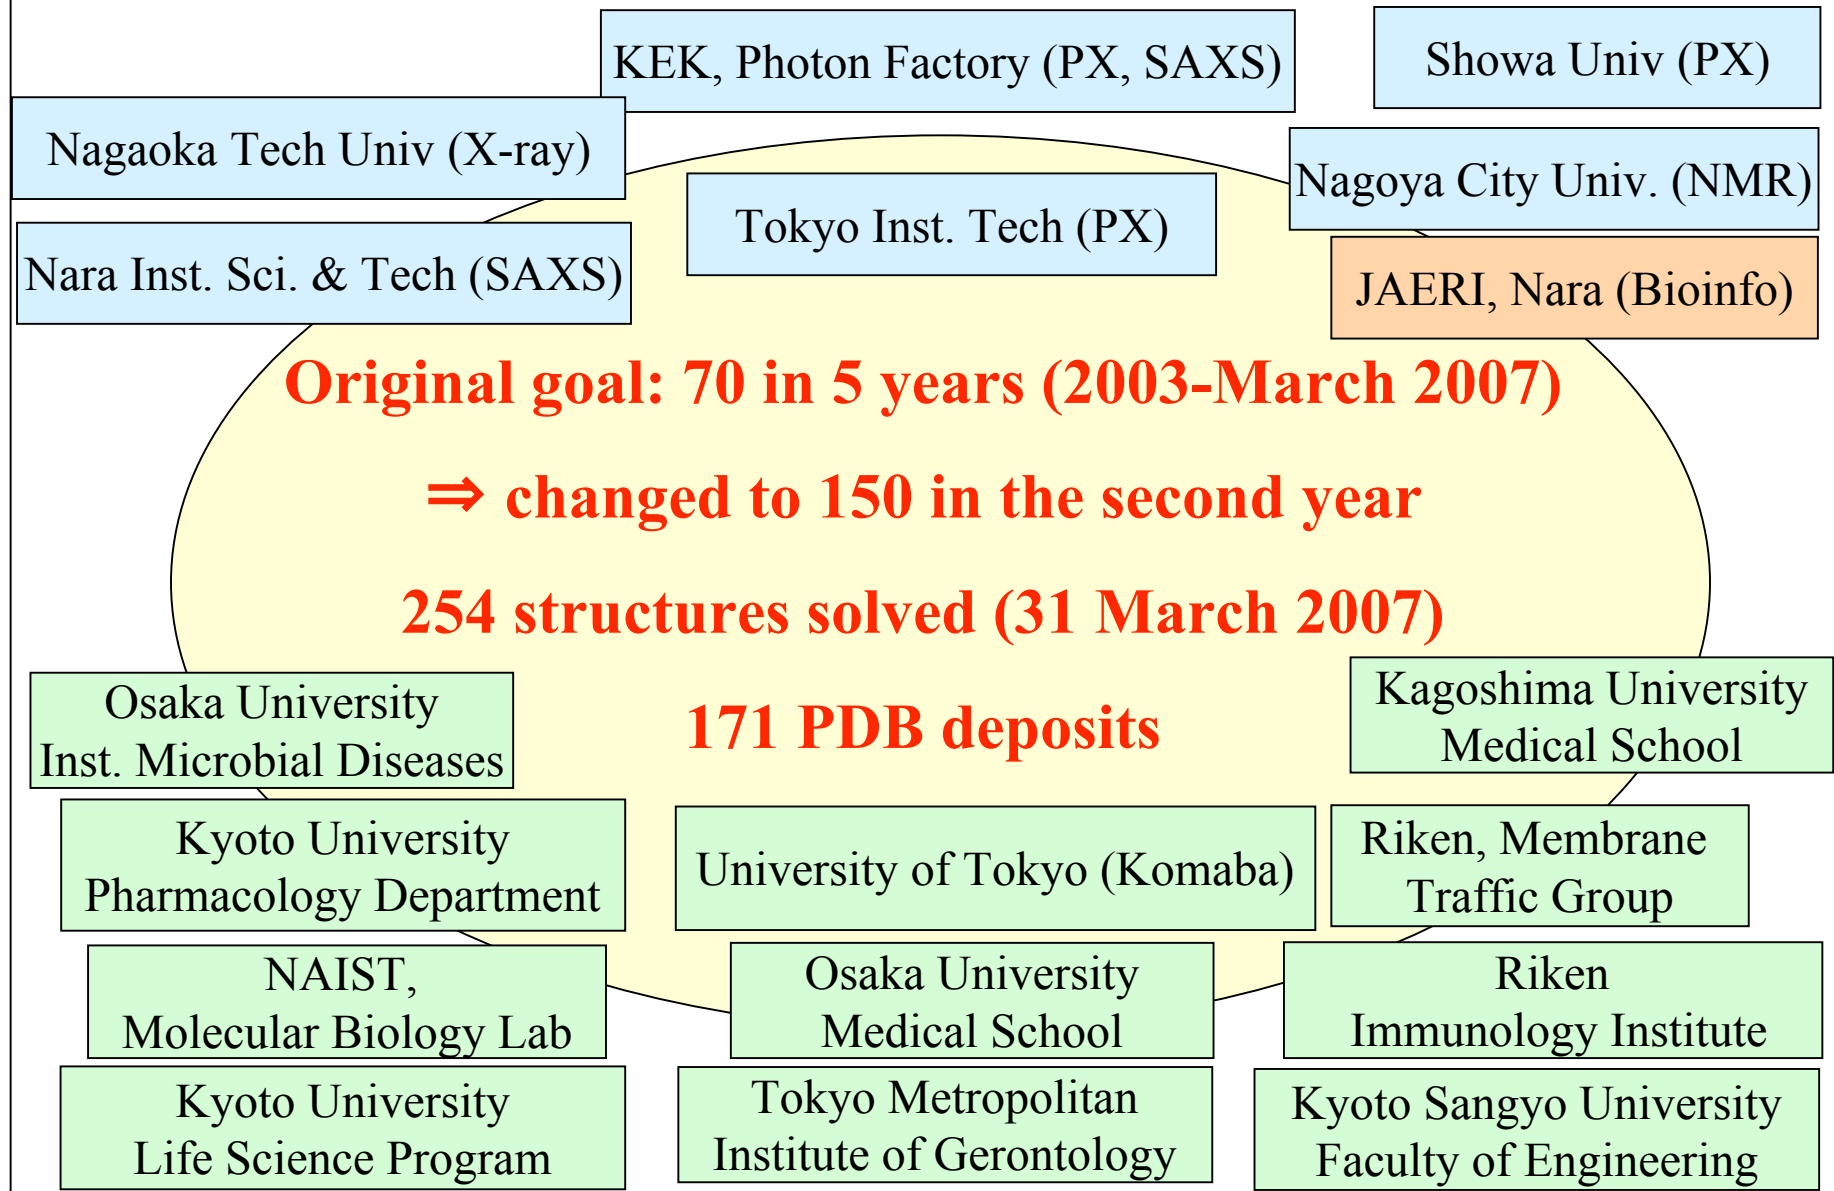 KEK, Photon Factory (PX, SAXS)
Showa Univ (PX)
Nagaoka Tech Univ (X-ray)
Nagoya City Univ. (NMR)
Tokyo Inst. Tech (PX)
Nara Inst. Sci. & Tech (SAXS)
JAERI, Nara (Bioinfo)
Original goal: 70 in 5 years (2003-March 2007)
⇒ changed to 150 in the second year
254 structures solved (31 March 2007)
171 PDB deposits
Osaka University
Inst. Microbial Diseases
Kagoshima University
Medical School
Kyoto University
Pharmacology Department
University of Tokyo (Komaba)
Riken, Membrane
Traffic Group
NAIST,
Molecular Biology Lab
Osaka University
Medical School
Riken
Immunology Institute
Kyoto University
Life Science Program
Tokyo Metropolitan
Institute of Gerontology
Kyoto Sangyo University
Faculty of Engineering